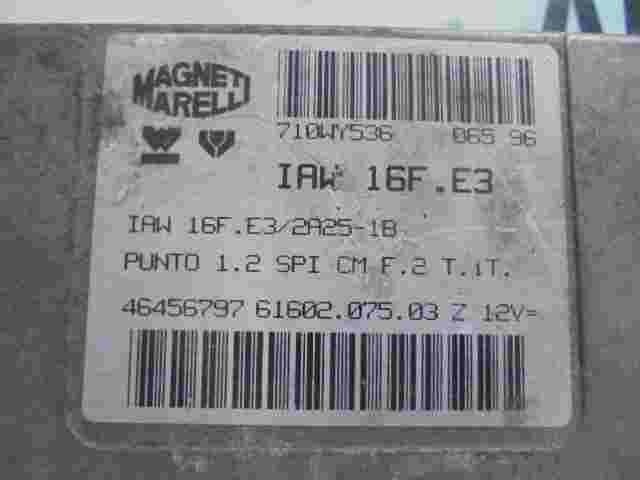 MAGNETI
MARELLI
710WY536 065 96
IAW 16F.E3
IAW 16F.E3/2A25-1B
PUNTO 1.2 SPI CM F.2 T.iT.
46456797 61602.075.03 Z 12V=